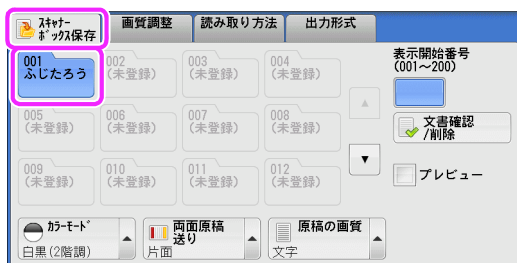 スキャナー
ボックス保存
画質調整
読み取り方法
出力形式
001
ふじたろう
002
(未登録)
003
(未登録)
004
(未登録)
表示開始番号
(001~200)
005
(未登録)
006
(未登録)
007
(未登録)
008
(未登録)
文書確認
/削除
009
(未登録)
010
(未登録)
011
(未登録)
012
(未登録)
プレビュー
カラーモード
白黒(2階調)
両面原稿
送り
片面
原稿の画質
文字